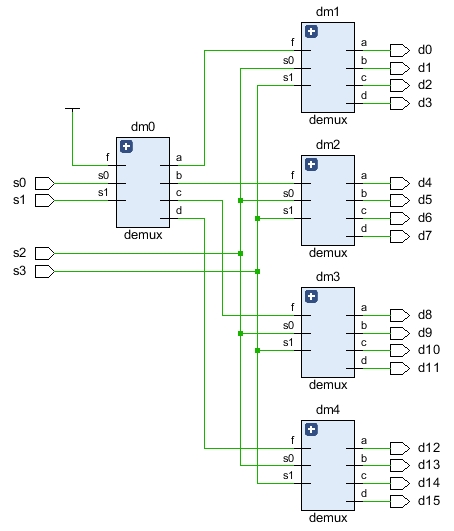 dm1
f a d0
s0 b d1
s1 c d2
d d3
demux
dm0
f a
s0 s0 b
s1 s1 c
d
demux
s2
s3
dm2
f a d4
s0 b d5
s1 c d6
d d7
demux
dm3
f a d8
s0 b d9
s1 c d10
d d11
demux
dm4
f a d12
s0 b d13
s1 c d14
d d15
demux